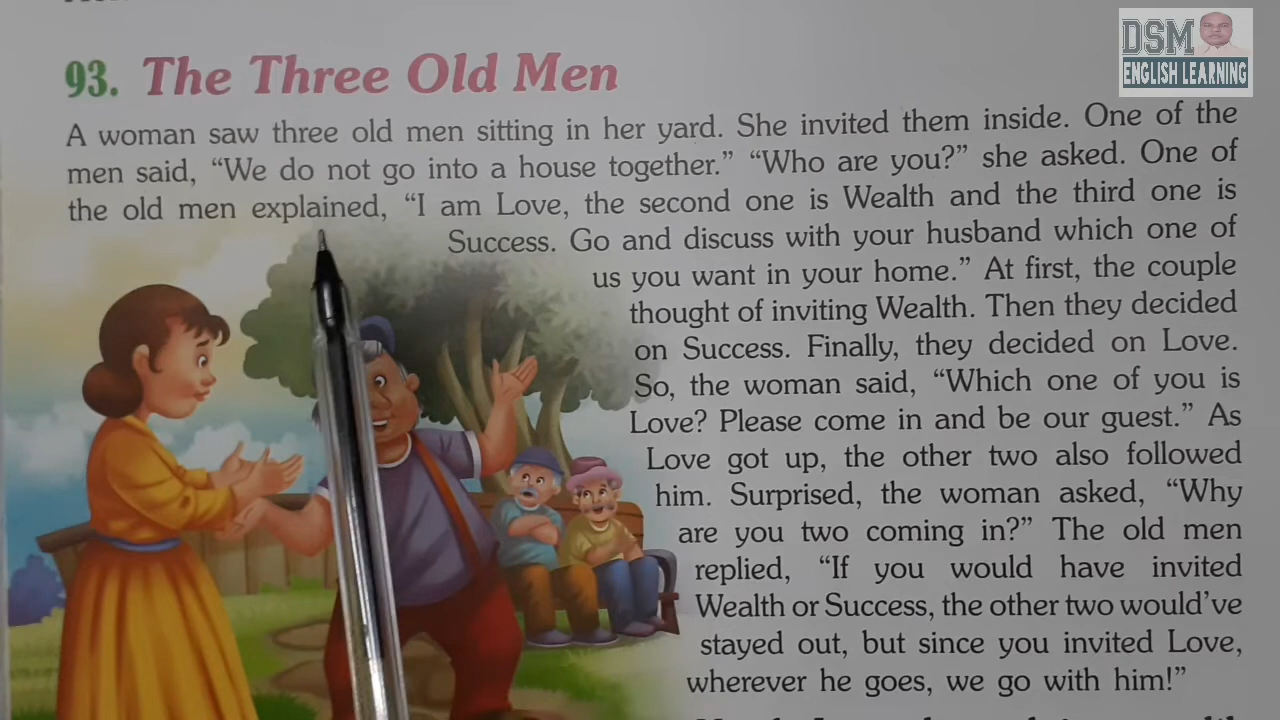 DSM
ENGLISH LEARNING
93. The Three Old Men
A woman saw three old men sitting in her yard. She invited them inside. One of the
men said, “We do not go into a house together.” “Who are you?” she asked. One of
the old men explained, “I am Love, the second one is Wealth and the third one is
Success. Go and discuss with your husband which one of
us you want in your home.” At first, the couple
thought of inviting Wealth. Then they decided
on Success. Finally, they decided on Love.
So, the woman said, “Which one of you is
Love? Please come in and be our guest.” As
Love got up, the other two also followed
him. Surprised, the woman asked, “Why
are you two coming in?” The old men
replied, “If you would have invited
Wealth or Success, the other two would’ve
stayed out, but since you invited Love,
wherever he goes, we go with him!”